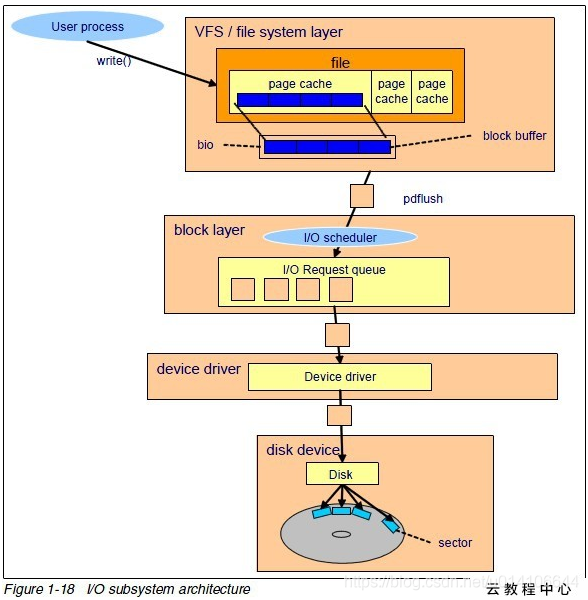 User process
VFS / file system layer
write()
file
page cache
page
cache
page
cache
bio
block buffer
pdflush
block layer
I/O scheduler
I/O Request queue
device driver
Device driver
disk device
Disk
sector
Figure 1-18 I/O subsystem architecture
云教程中心